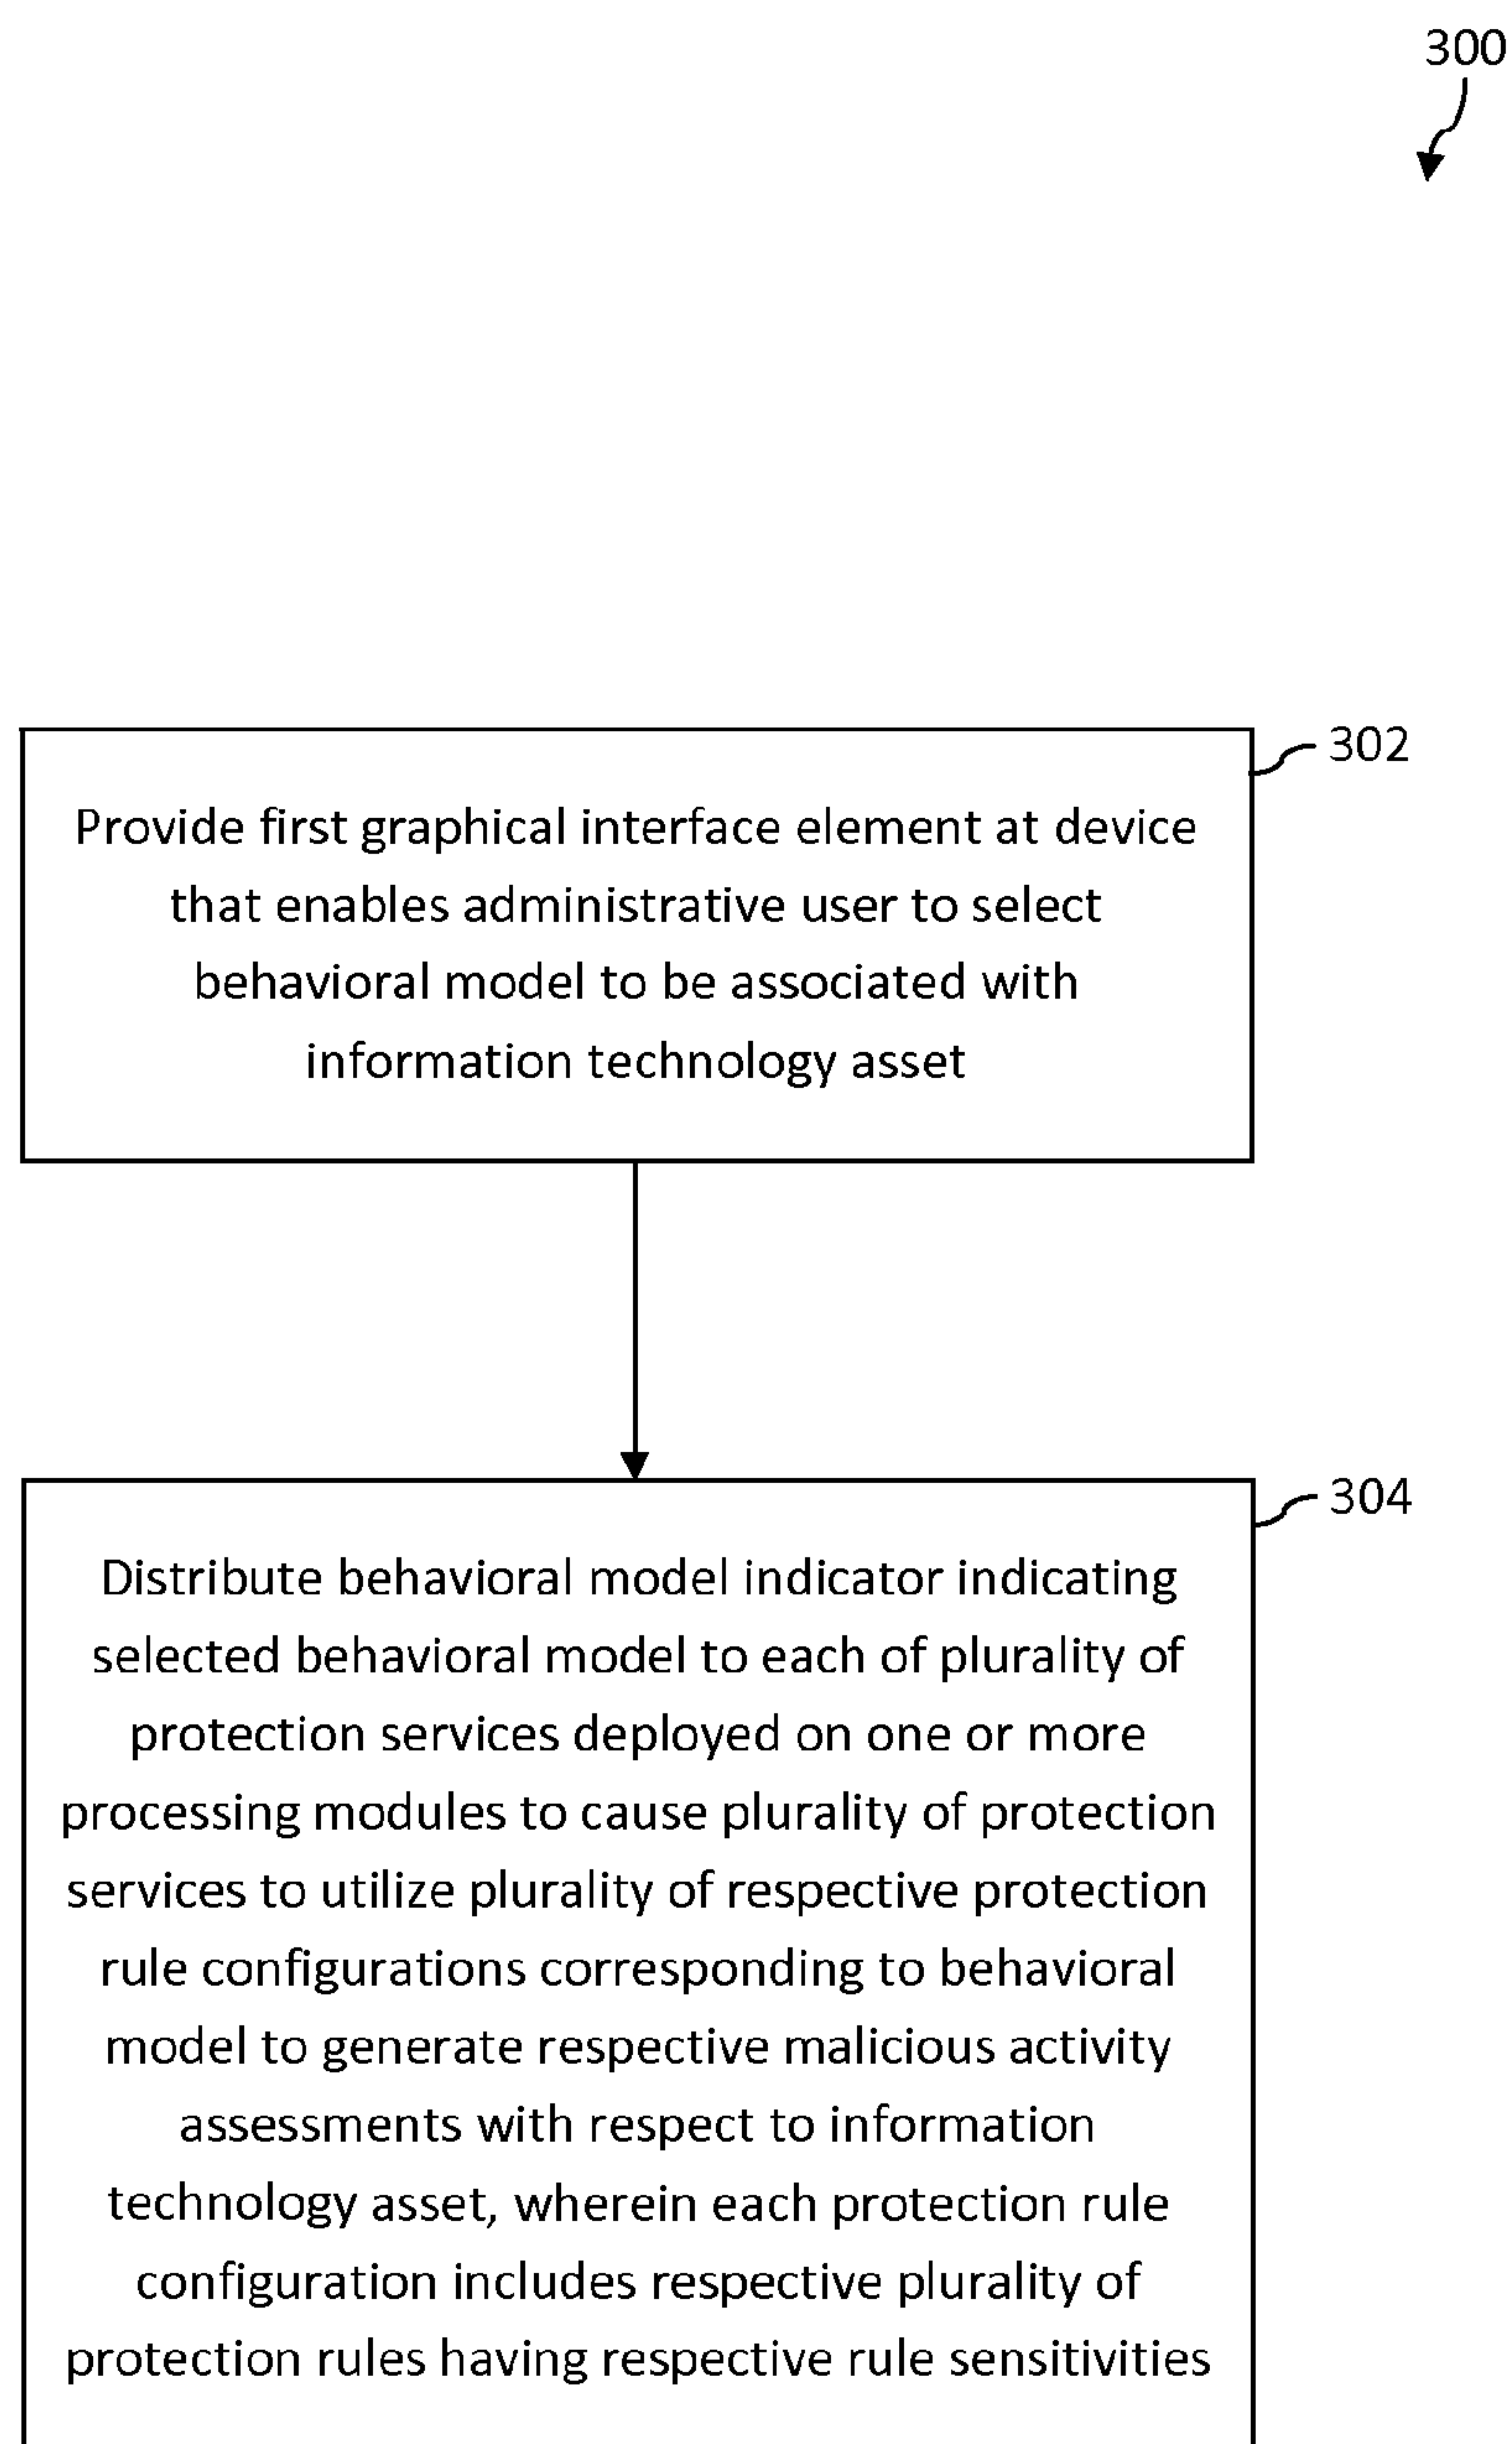 300
302
Provide first graphical interface element at device
that enables administrative user to select
behavioral model to be associated with
information technology asset
304
Distribute behavioral model indicator indicating
selected behavioral model to each of plurality of
protection services deployed on one or more
processing modules to cause plurality of protection
services to utilize plurality of respective protection
rule configurations corresponding to behavioral
model to generate respective malicious activity
assessments with respect to information
technology asset, wherein each protection rule
configuration includes respective plurality of
protection rules having respective rule sensitivities